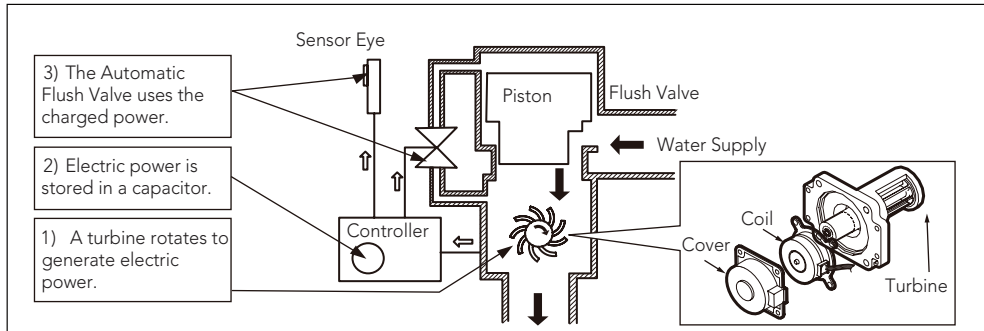 Sensor Eye
3) The Automatic
Flush Valve uses the
charged power.
Piston
Flush Valve
2) Electric power is
stored in a capacitor.
Water Supply
1) A turbine rotates to
generate electric
power.
Controller
Coil
Cover
Turbine